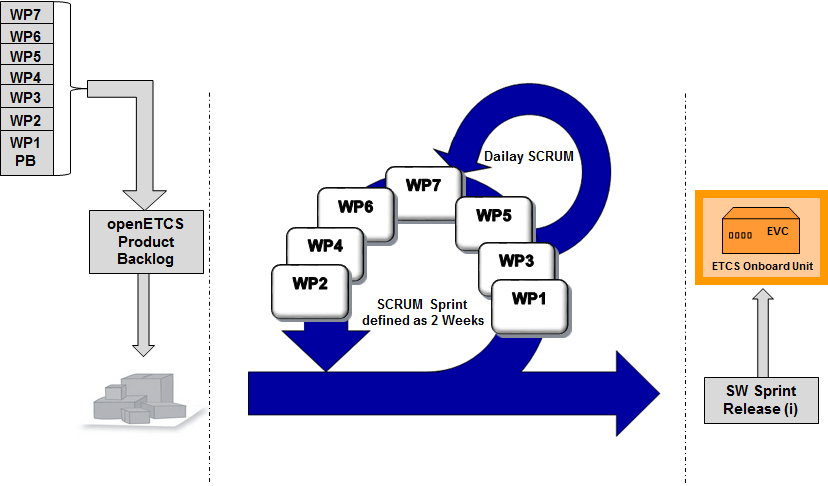 WP7
WP6
WP5
WP4
WP3
WP2
WP1
PB
openETCS
Product
Backlog
Dailay SCRUM
WP7
WP6
WP5
WP4
WP3
WP2
WP1
SCRUM Sprint
defined as 2 Weeks
EVC
ETCS Onboard Unit
SW Sprint
Release (i)